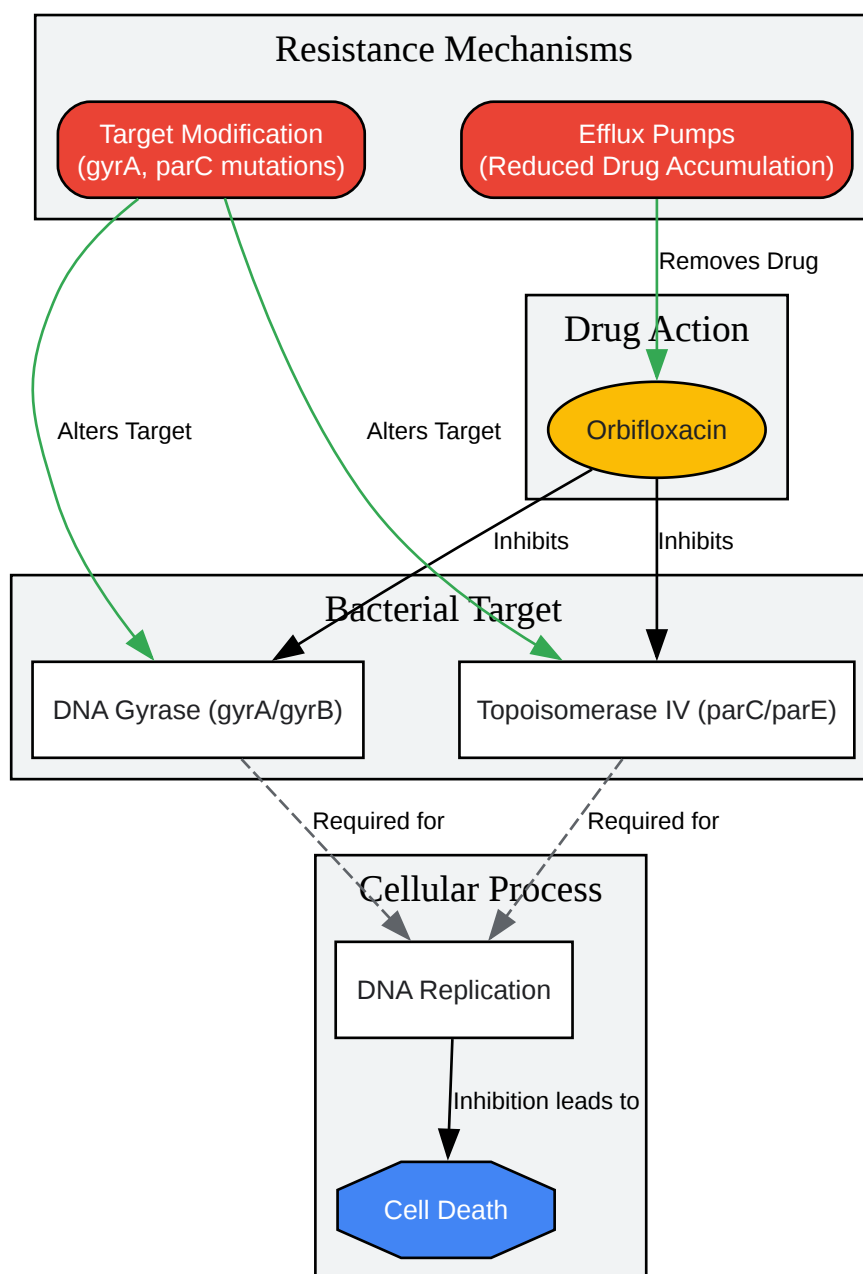 Resistance Mechanisms
Target Modification
(gyrA, parC mutations)
Efflux Pumps
(Reduced Drug Accumulation)
Removes Drug
Drug Action
Orbifloxacin
Alters Target
Alters Target
Inhibits
Inhibits
Bacterial Target
DNA Gyrase (gyrA/gyrB)
Topoisomerase IV (parC/parE)
Required for
Required for
Cellular Process
DNA Replication
Inhibition leads to
Cell Death